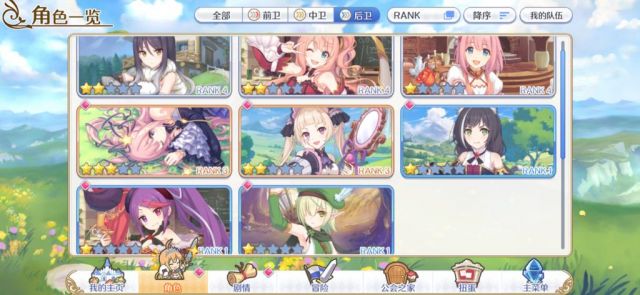 角色一览
全部 前卫 中卫 后卫 RANK 降序 我的队伍
RANK 4 RANK 4 RANK 4
RANK 3 RANK 3 RANK 1
RANK 1 RANK 1
我的主页 角色 剧情 冒险 公会之家 扭蛋 主菜单